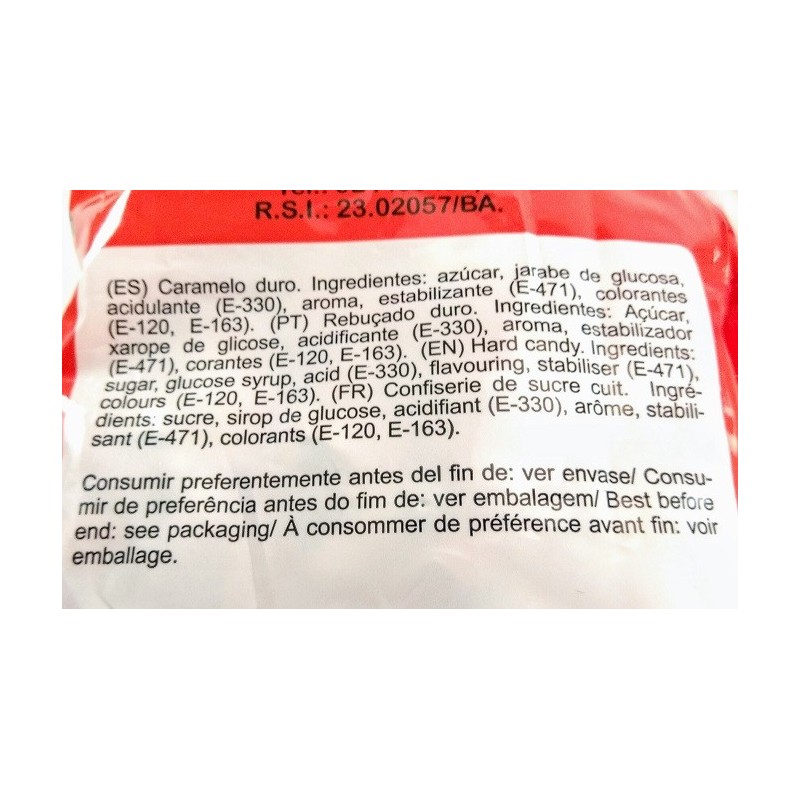 R.S.I.: 23.02057/BA.
(ES) Caramelo duro. Ingredientes: azúcar, jarabe de glucosa,
acidulante (E-330), aroma, estabilizante (E-471), colorantes
(E-120, E-163). (PT) Rebuçado duro. Ingredientes: Açúcar,
xarope de glicose, acidificante (E-330), aroma, estabilizador
(E-471), corantes (E-120, E-163). (EN) Hard candy. Ingredients:
sugar, glucose syrup, acid (E-330), flavouring, stabiliser (E-471),
colours (E-120, E-163). (FR) Confiserie de sucre cuit. Ingré-
dients: sucre, sirop de glucose, acidifiant (E-330), arôme, stabili-
sant (E-471), colorants (E-120, E-163).
Consumir preferentemente antes del fin de: ver envase/ Consu-
mir de preferência antes do fim de: ver embalagem/ Best before
end: see packaging/ À consommer de préférence avant fin: voir
emballage.